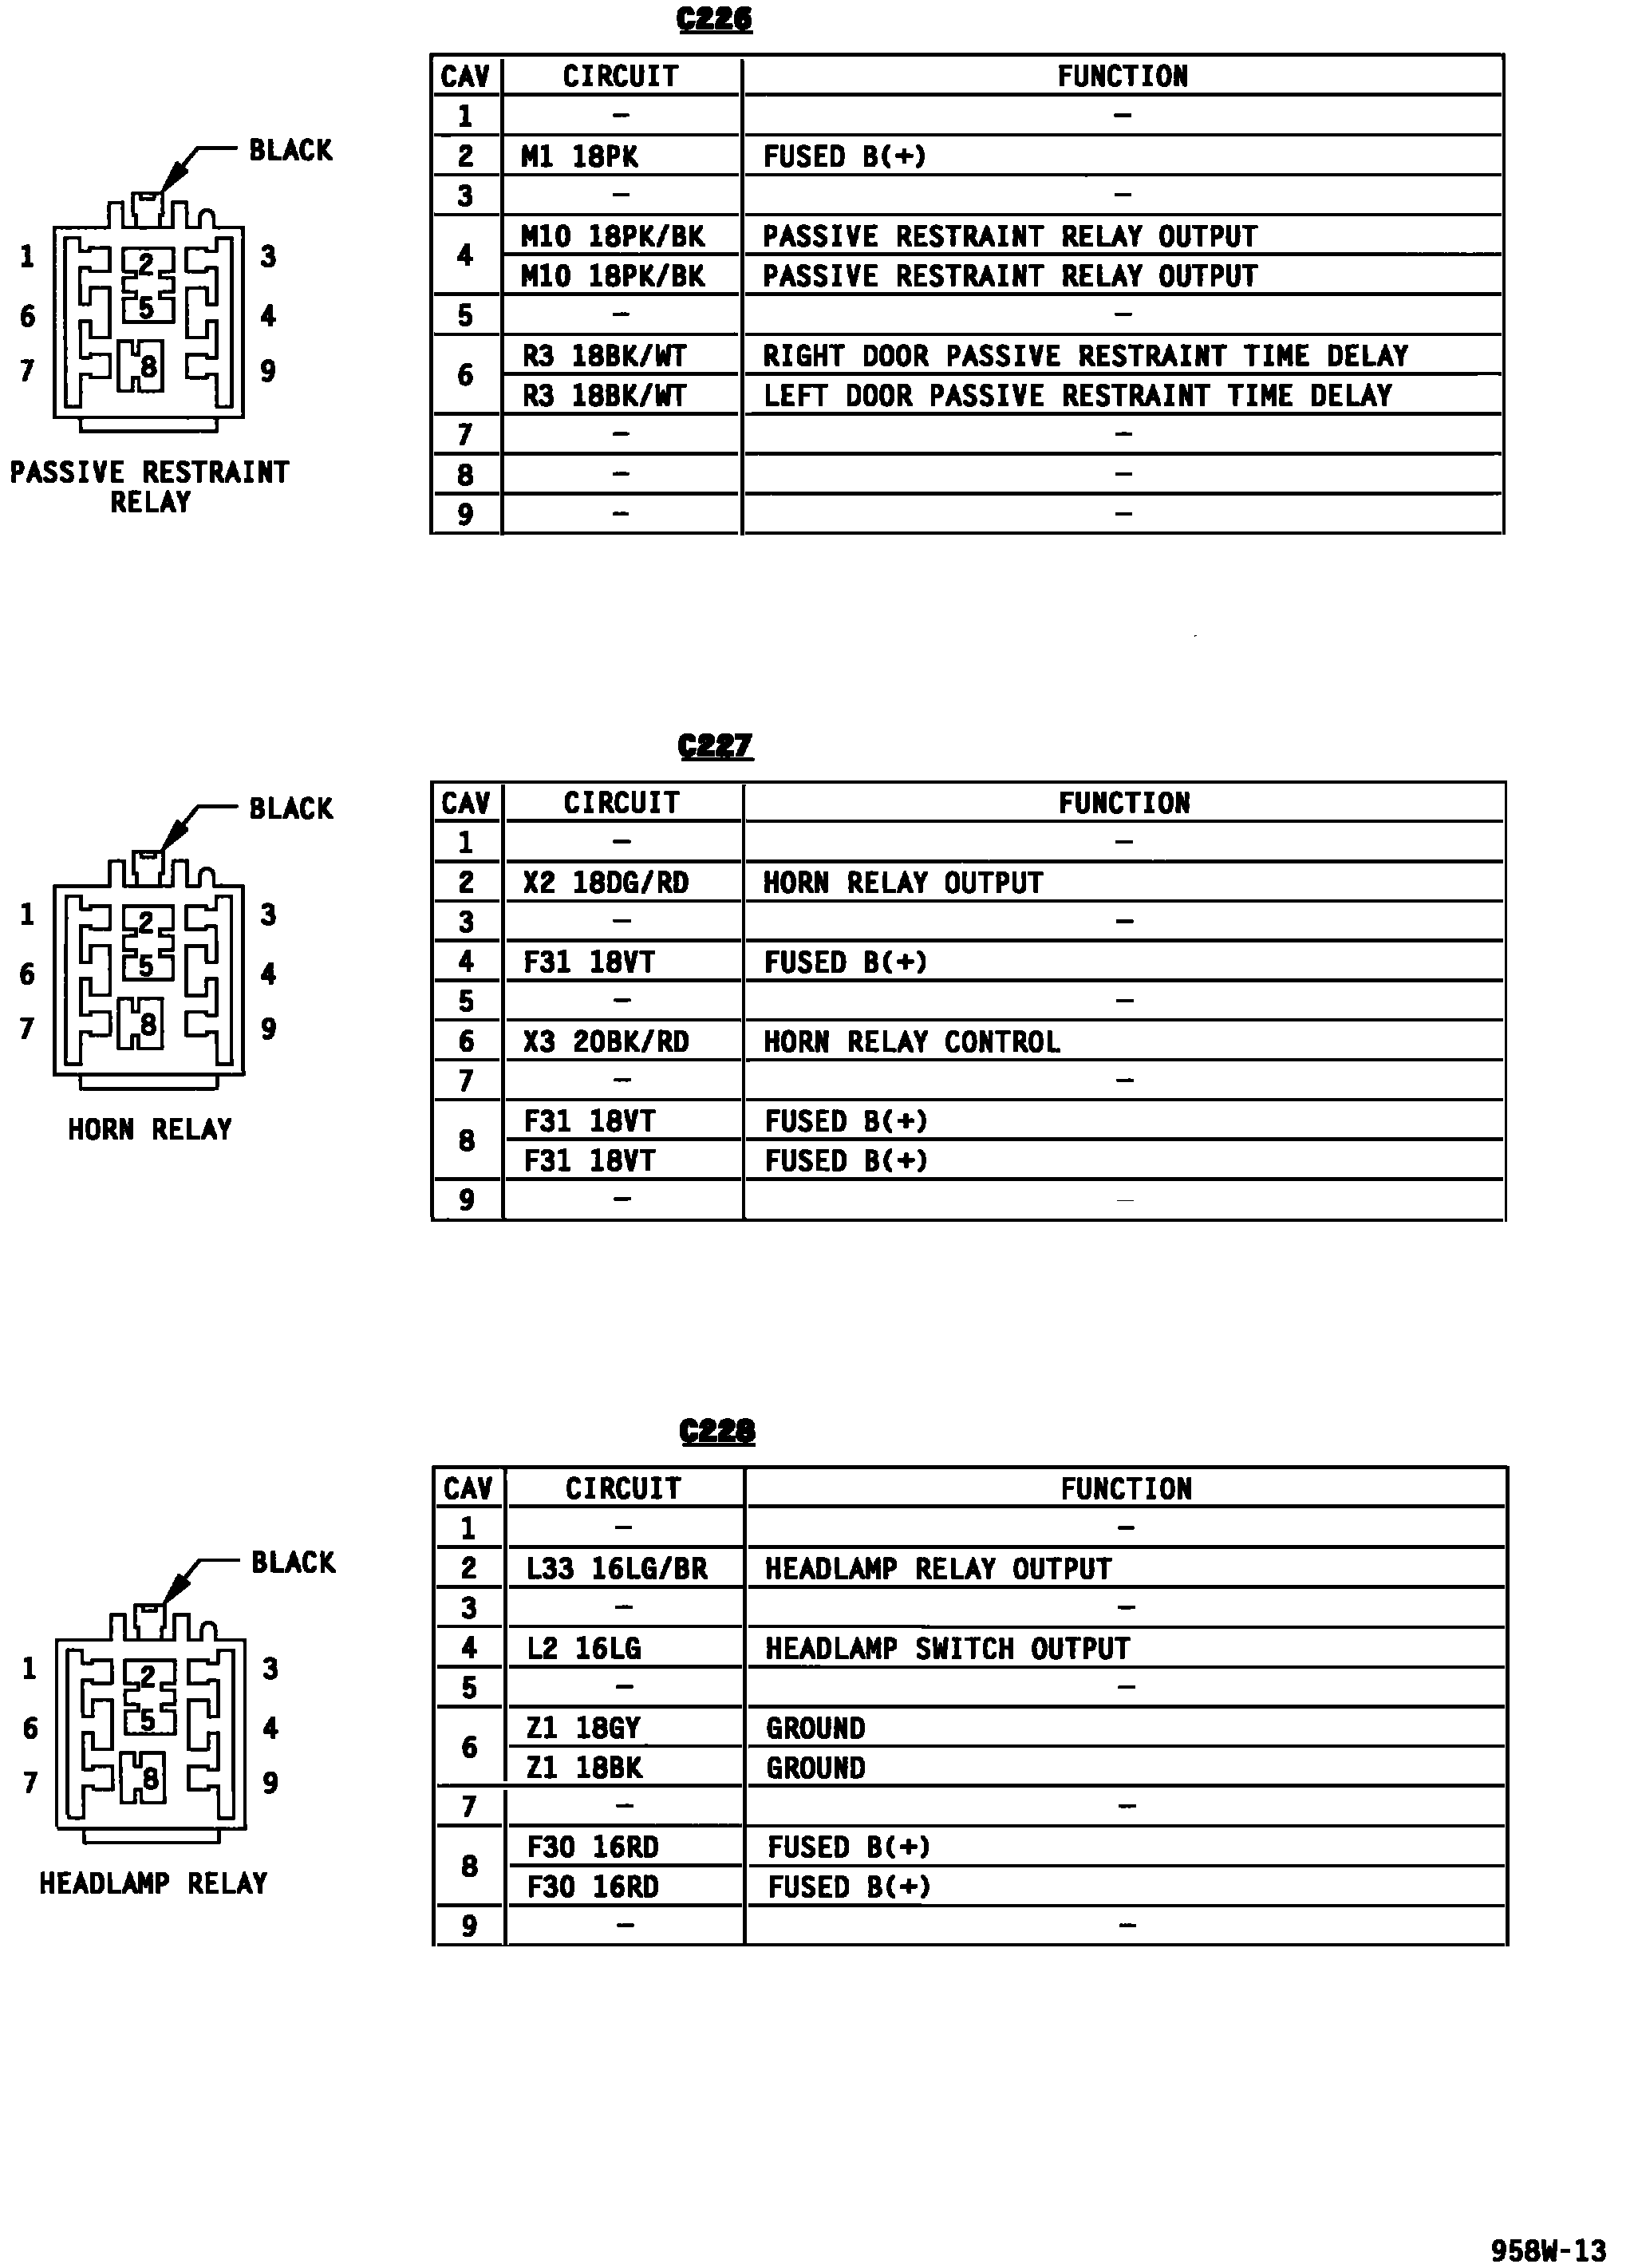 C226
CAV CIRCUIT FUNCTION
1 – –
2 M1 18PK FUSED B(+)
3 – –
4 M10 18PK/BK PASSIVE RESTRAINT RELAY OUTPUT
M10 18PK/BK PASSIVE RESTRAINT RELAY OUTPUT
5 – –
6 R3 18BK/WT RIGHT DOOR PASSIVE RESTRAINT TIME DELAY
R3 18BK/WT LEFT DOOR PASSIVE RESTRAINT TIME DELAY
7 – –
8 – –
9 – –
BLACK
1 2 3
6 5 4
7 8 9
PASSIVE RESTRAINT
RELAY
C227
CAV CIRCUIT FUNCTION
1 – –
2 X2 18DG/RD HORN RELAY OUTPUT
3 – –
4 F31 18VT FUSED B(+)
5 – –
6 X3 20BK/RD HORN RELAY CONTROL
7 – –
8 F31 18VT FUSED B(+)
F31 18VT FUSED B(+)
9 – –
BLACK
1 2 3
6 5 4
7 8 9
HORN RELAY
C228
CAV CIRCUIT FUNCTION
1 – –
2 L33 16LG/BR HEADLAMP RELAY OUTPUT
3 – –
4 L2 16LG HEADLAMP SWITCH OUTPUT
5 – –
6 Z1 18GY GROUND
Z1 18BK GROUND
7 – –
8 F30 16RD FUSED B(+)
F30 16RD FUSED B(+)
9 – –
BLACK
1 2 3
6 5 4
7 8 9
HEADLAMP RELAY
958W-13